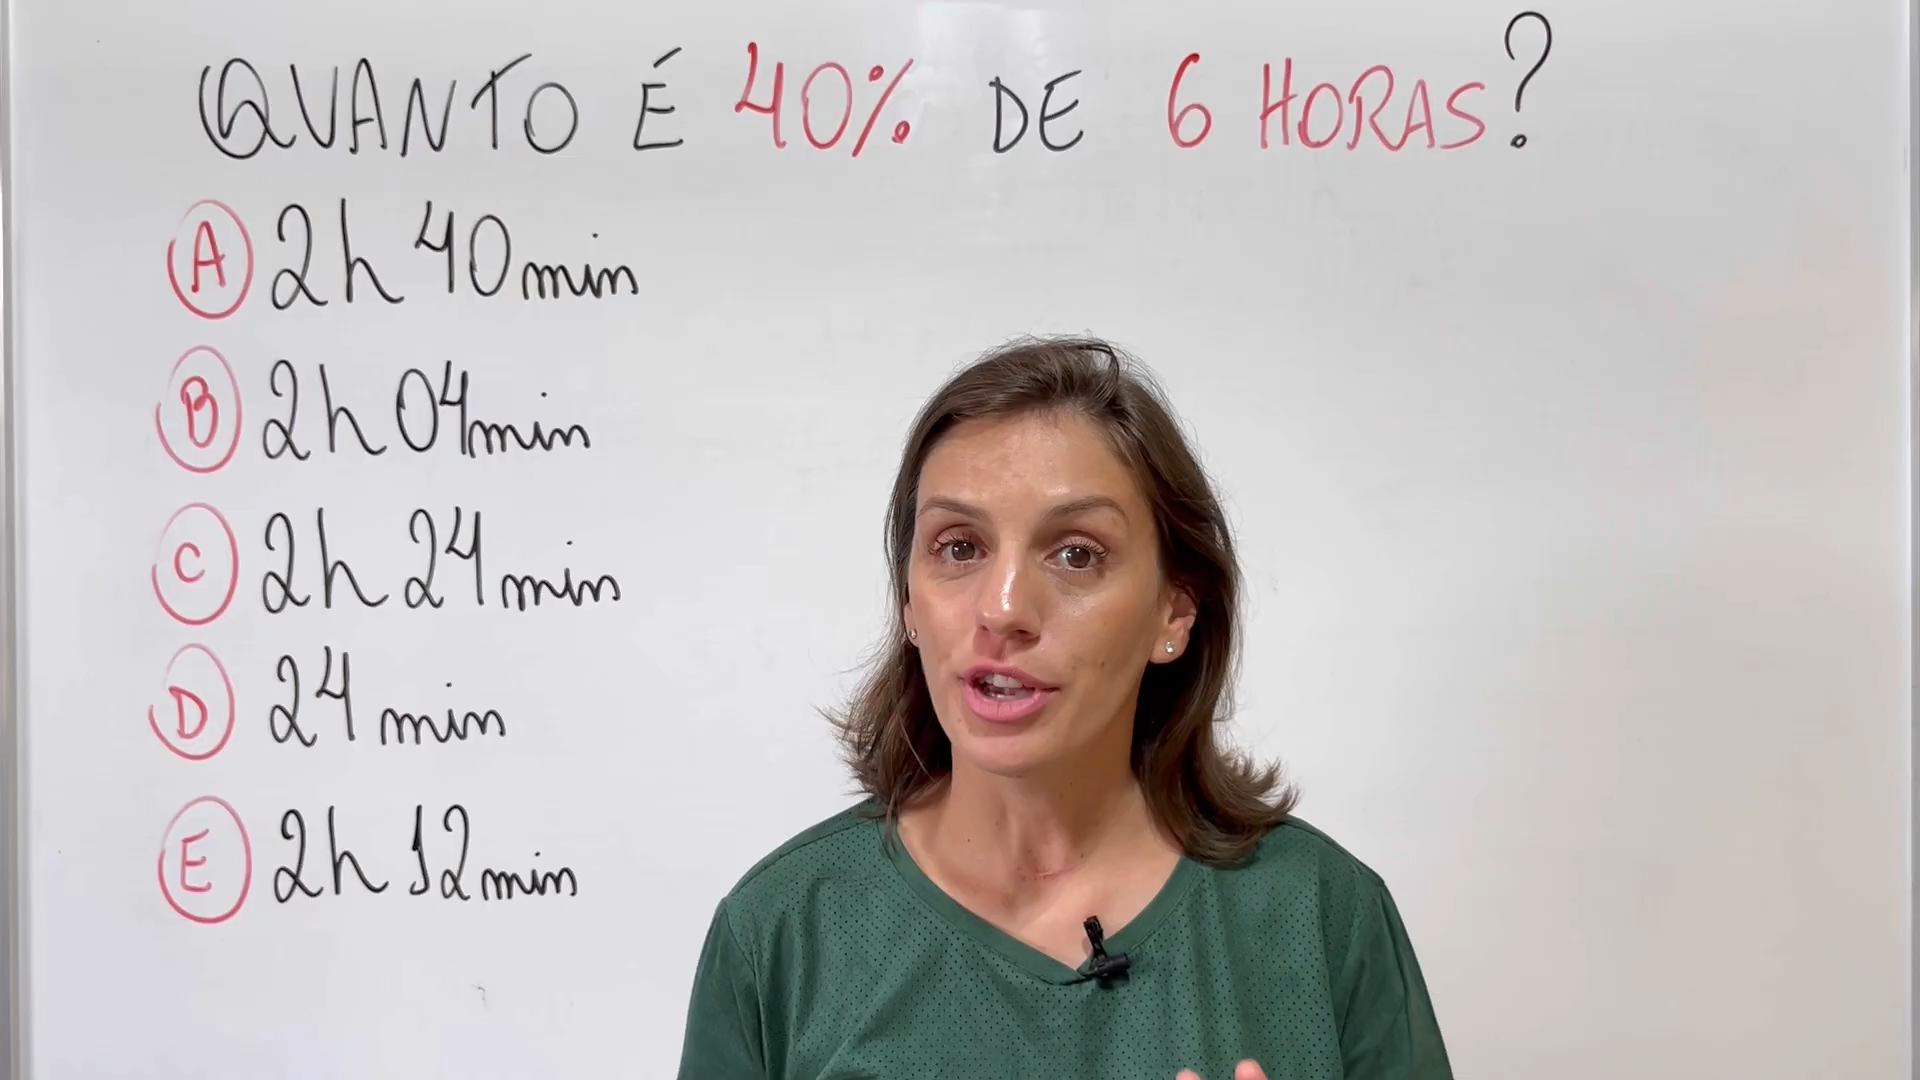 QUANTO É 40% DE 6 HORAS?
A 2h 40min
B 2h 04min
C 2h 24min
D 24min
E 2h 12min